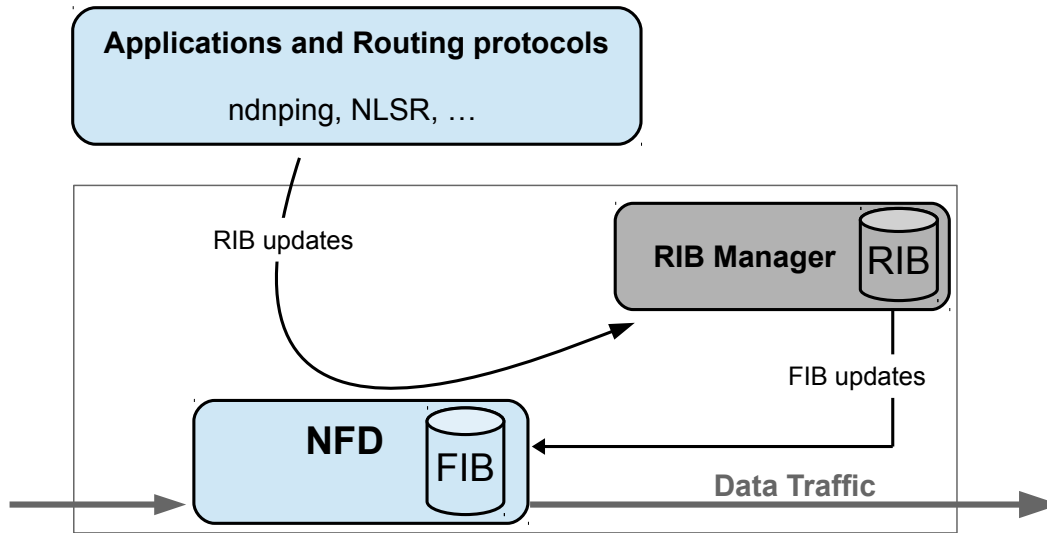 Applications and Routing protocols
ndnping, NLSR, …
RIB updates
RIB Manager
RIB
FIB updates
NFD
FIB
Data Traffic